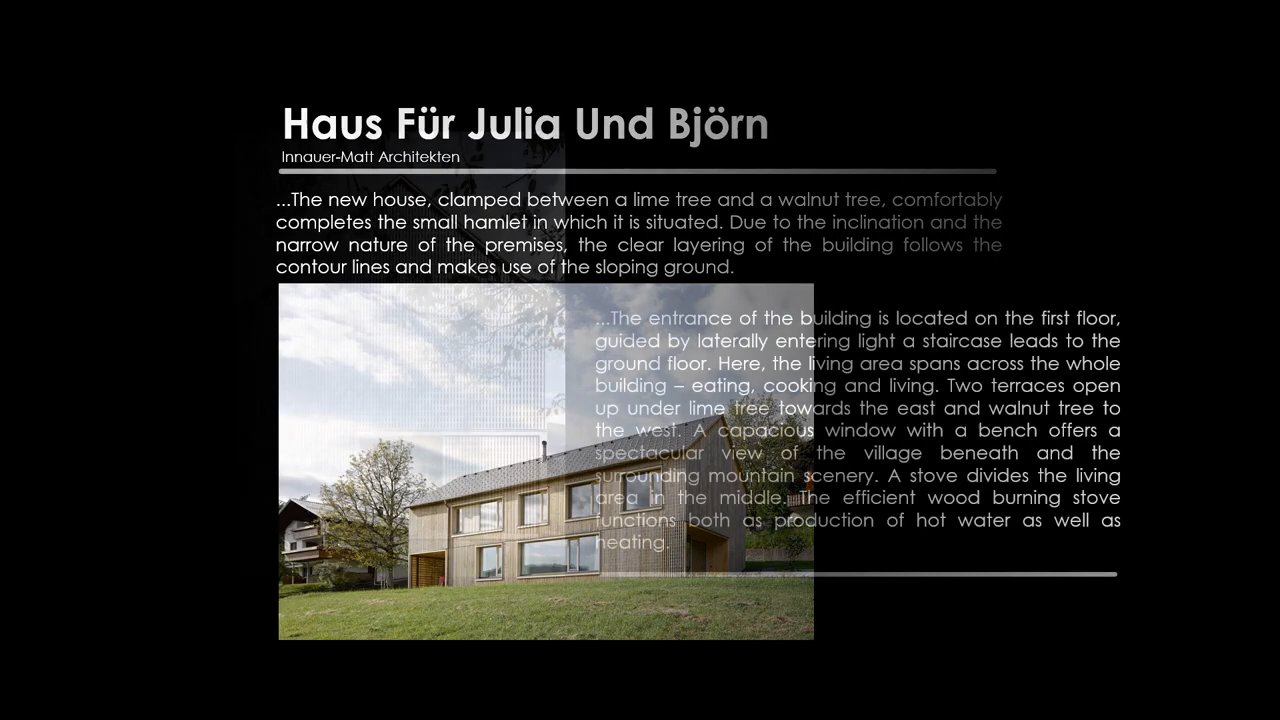 Haus Für Julia Und Björn
Innauer-Matt Architekten
...The new house, clamped between a lime tree and a walnut tree, comfortably
completes the small hamlet in which it is situated. Due to the inclination and the
narrow nature of the premises, the clear layering of the building follows the
contour lines and makes use of the sloping ground.
...The entrance of the building is located on the first floor,
guided by laterally entering light a staircase leads to the
ground floor. Here, the living area spans across the whole
building – eating, cooking and living. Two terraces open
up under lime tree towards the east and walnut tree to
the west. A capacious window with a bench offers a
spectacular view of the village beneath and the
surrounding mountain scenery. A stove divides the living
area in the middle. The efficient wood burning stove
functions both as production of hot water as well as
heating.